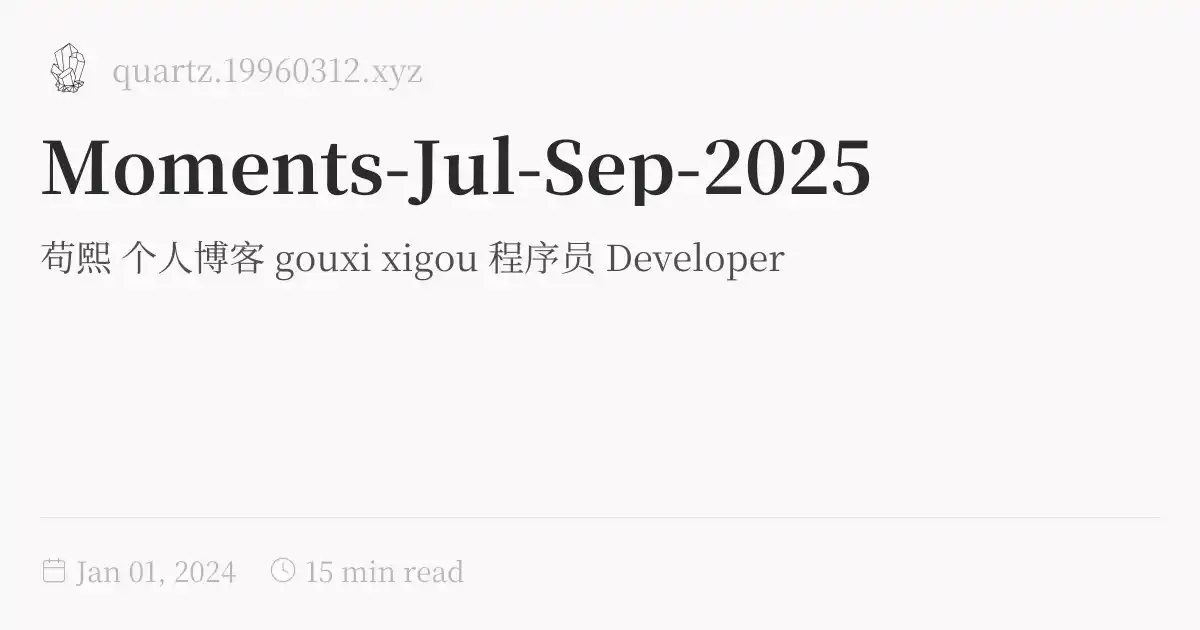 quartz.19960312.xyz
Moments-Jul-Sep-2025
苟熙 个人博客 gouxi xigou 程序员 Developer
Jan 01, 2024 15 min read